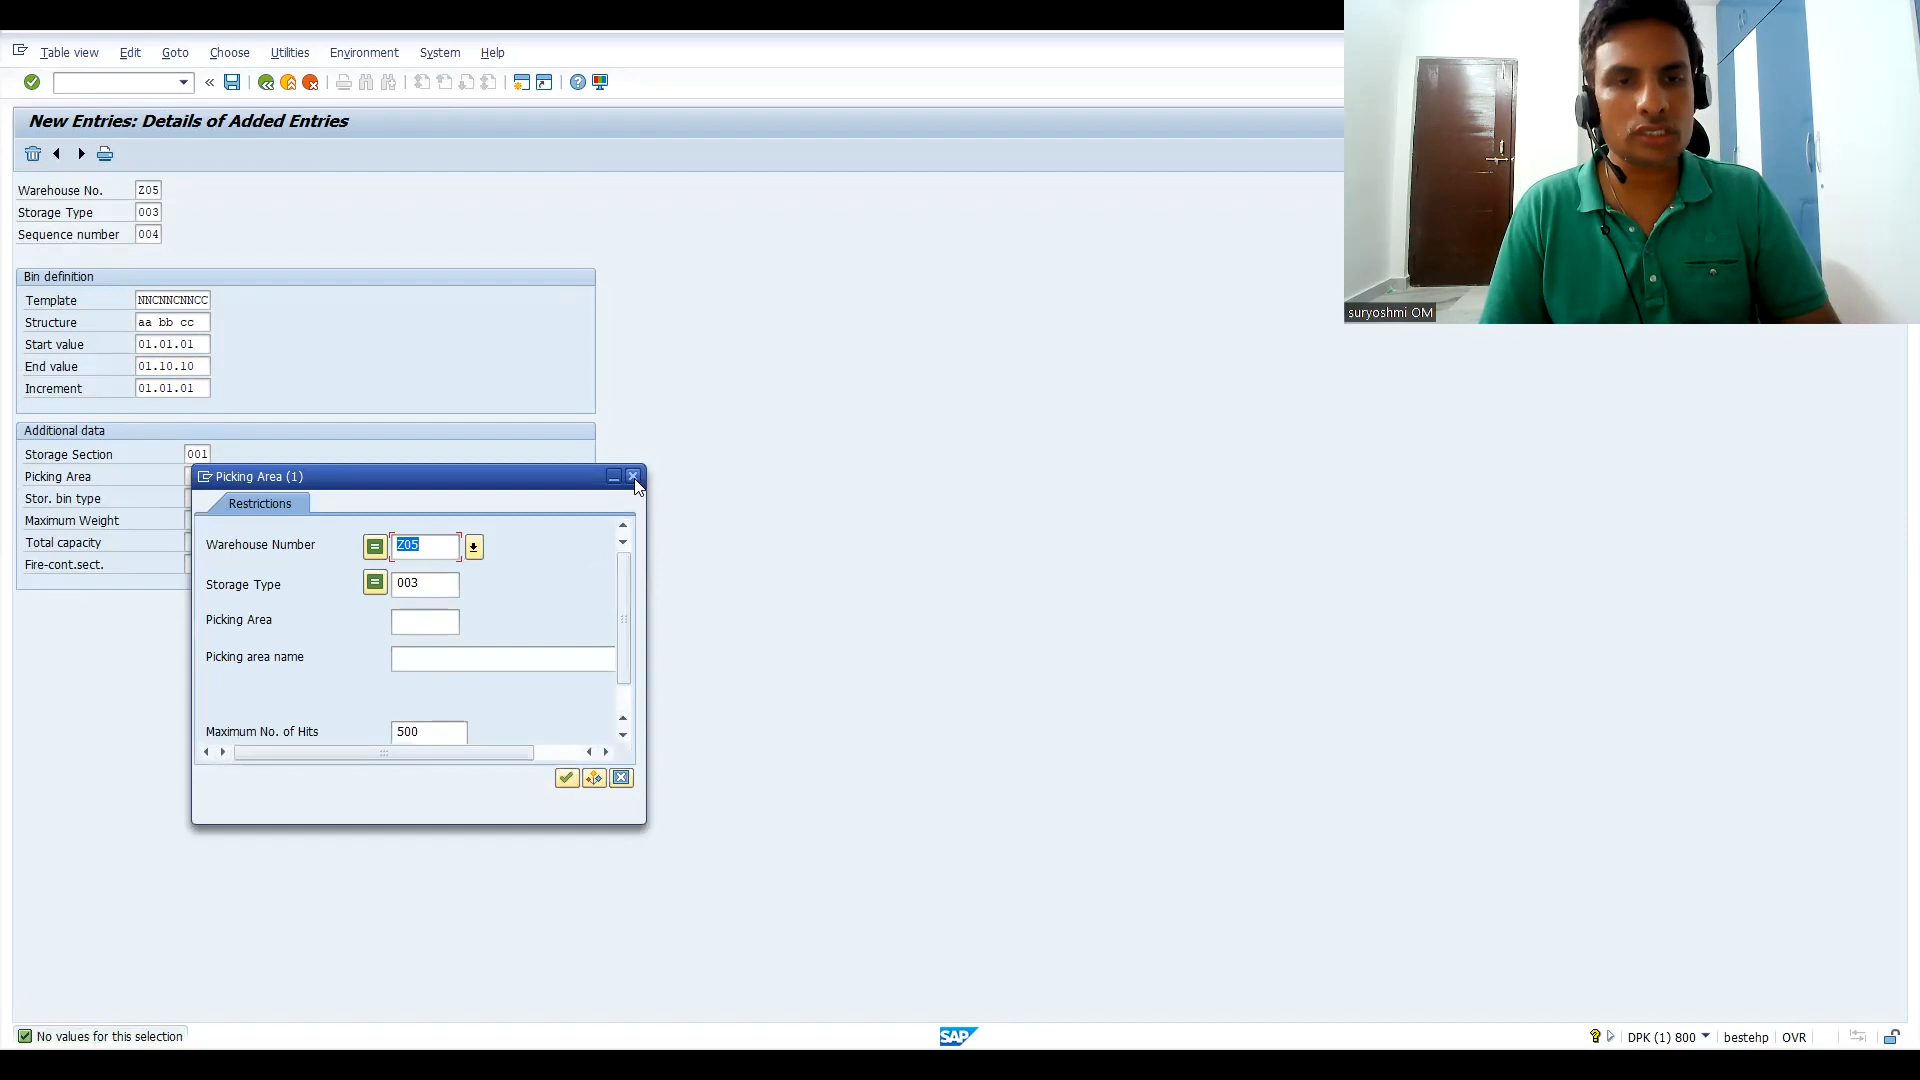 Table view Edit Goto Choose Utilities Environment System Help
New Entries: Details of Added Entries
Warehouse No. Z05
Storage Type 003
Sequence number 004
Bin definition
Template NNCNNCNNCC
Structure aa bb cc
Start value 01.01.01
End value 01.10.10
Increment 01.01.01
Additional data
Storage Section 001
Picking Area
Stor. bin type
Maximum Weight
Total capacity
Fire-cont.sect.
Picking Area (1)
Restrictions
Warehouse Number Z05
Storage Type 003
Picking Area
Picking area name
Maximum No. of Hits 500
suryoshmi OM
No values for this selection
SAP
DPK (1) 800 bestehp OVR